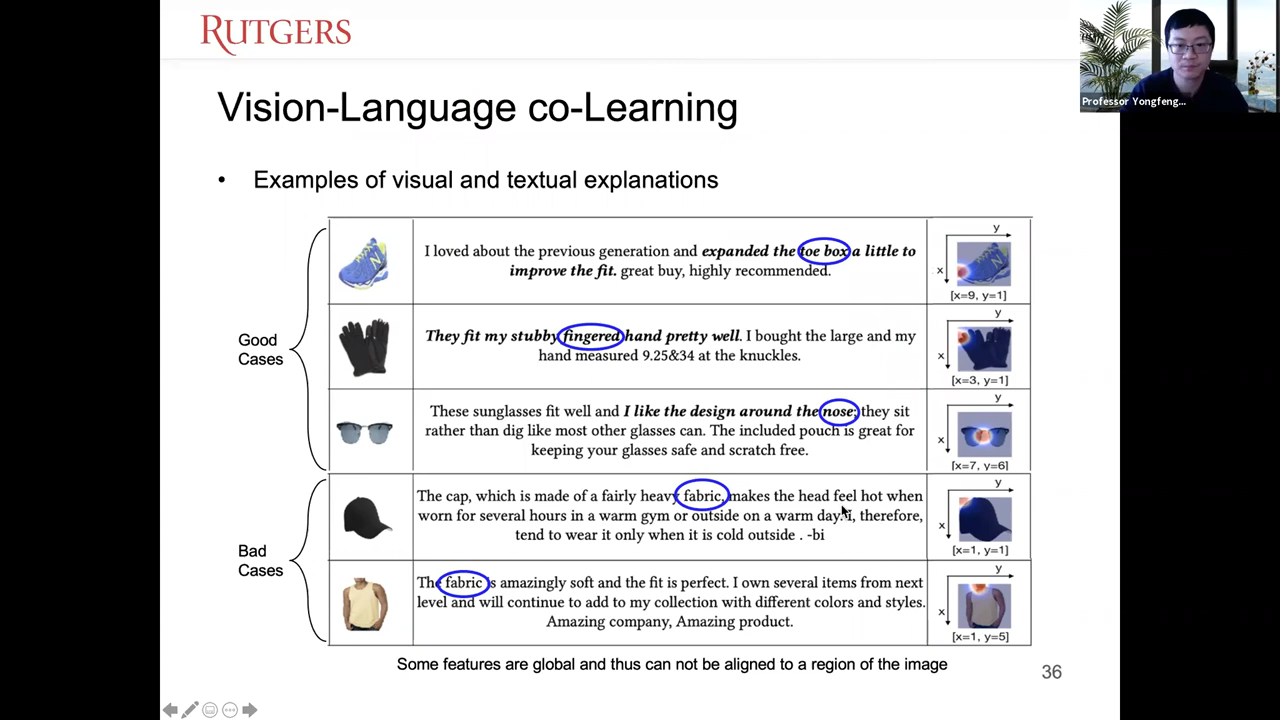 RUTGERS
Professor Yongfeng...
Vision-Language co-Learning
• Examples of visual and textual explanations
Good
Cases
I loved about the previous generation and expanded the toe box a little to
improve the fit. great buy, highly recommended.
y
x
[x=9, y=1]
They fit my stubby fingered hand pretty well. I bought the large and my
hand measured 9.25&34 at the knuckles.
y
x
[x=3, y=1]
These sunglasses fit well and I like the design around the nose; they sit
rather than dig like most other glasses can. The included pouch is great for
keeping your glasses safe and scratch free.
y
x
[x=7, y=6]
Bad
Cases
The cap, which is made of a fairly heavy fabric, makes the head feel hot when
worn for several hours in a warm gym or outside on a warm day. i, therefore,
tend to wear it only when it is cold outside . -bi
y
x
[x=1, y=1]
The fabric is amazingly soft and the fit is perfect. I own several items from next
level and will continue to add to my collection with different colors and styles.
Amazing company, Amazing product.
y
x
[x=1, y=5]
Some features are global and thus can not be aligned to a region of the image
36